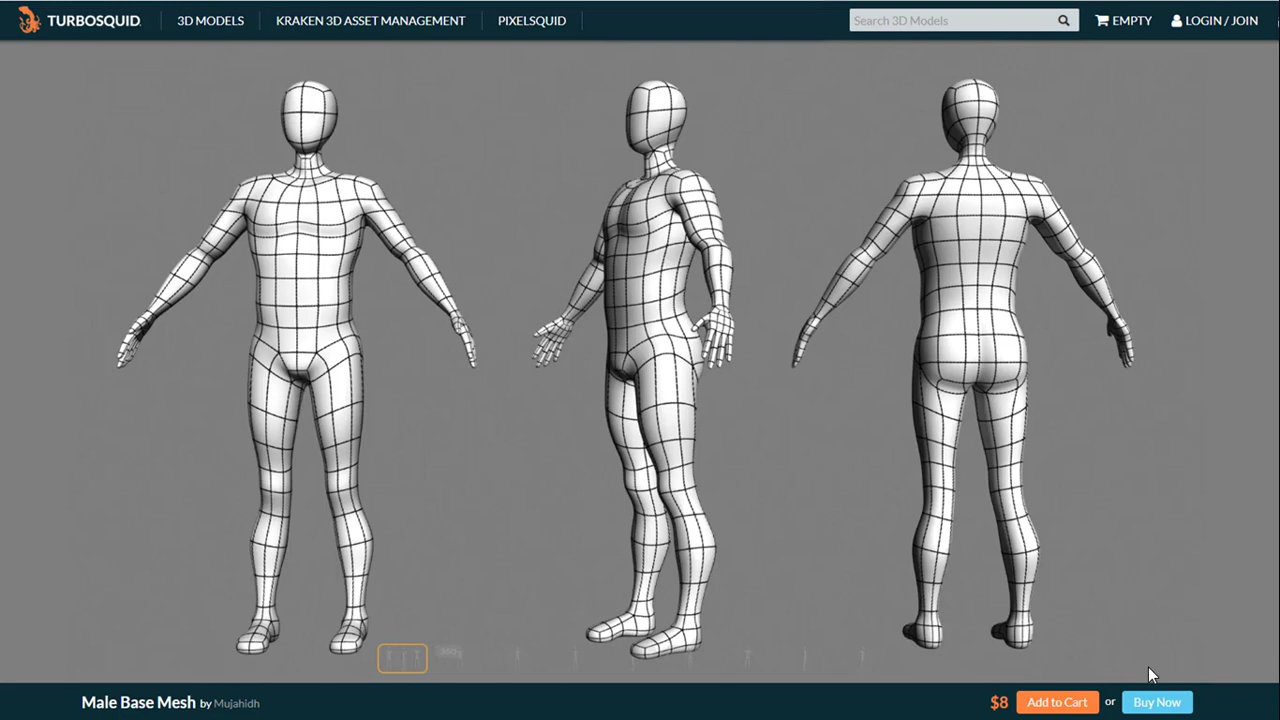 TURBOSQUID 3D MODELS KRAKEN 3D ASSET MANAGEMENT PIXELSQUID Search 3D Models EMPTY LOGIN / JOIN
360
Male Base Mesh by Mujahidh $8 Add to Cart or Buy Now